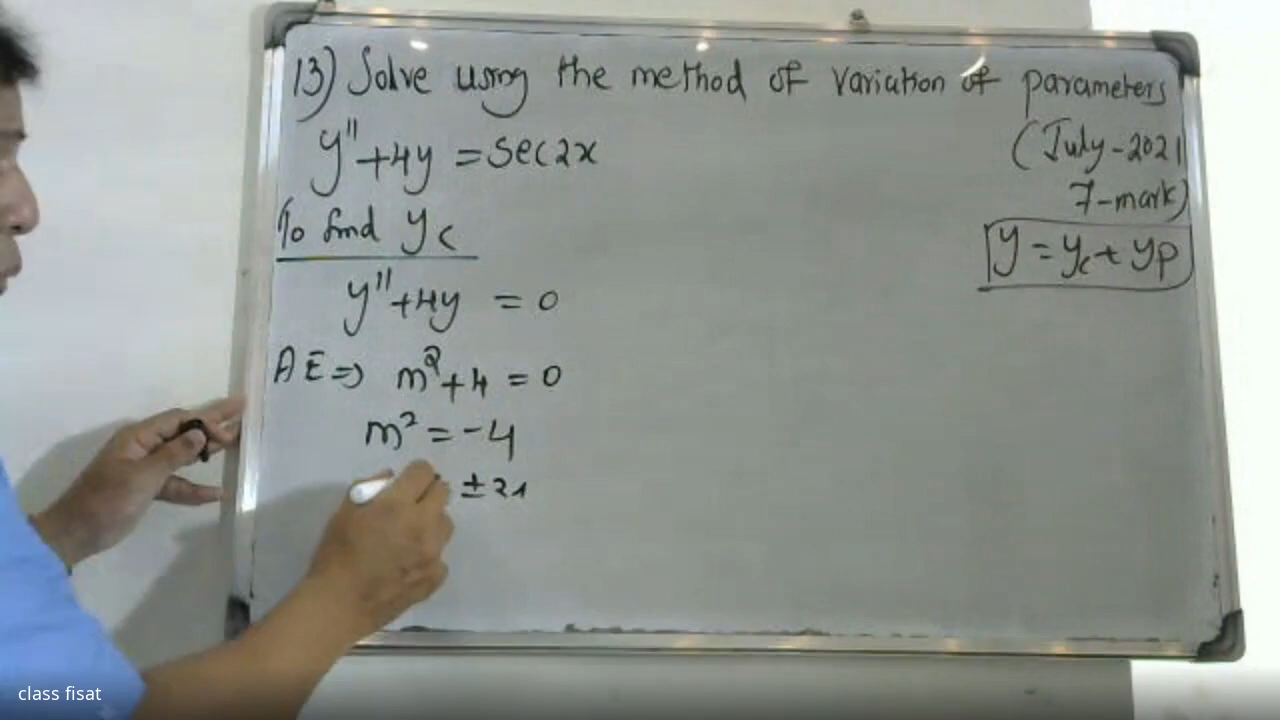 13) Solve using the method of variation of parameters
y'' + 4y = sec2x
(July-2021
7-mark)
To find yc
y = yc + yp
y'' + 4y = 0
AE => m² + 4 = 0
m² = -4
± 2i
class fisat